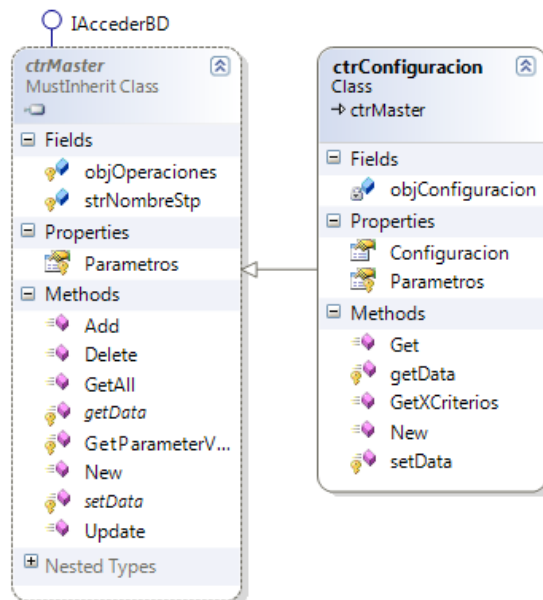 IAccederBD
ctrMaster
MustInherit Class
Fields
objOperaciones
strNombreStp
Properties
Parametros
Methods
Add
Delete
GetAll
getData
GetParameterV...
New
setData
Update
Nested Types
ctrConfiguracion
Class
ctrMaster
Fields
objConfiguracion
Properties
Configuracion
Parametros
Methods
Get
getData
GetXCriterios
New
setData